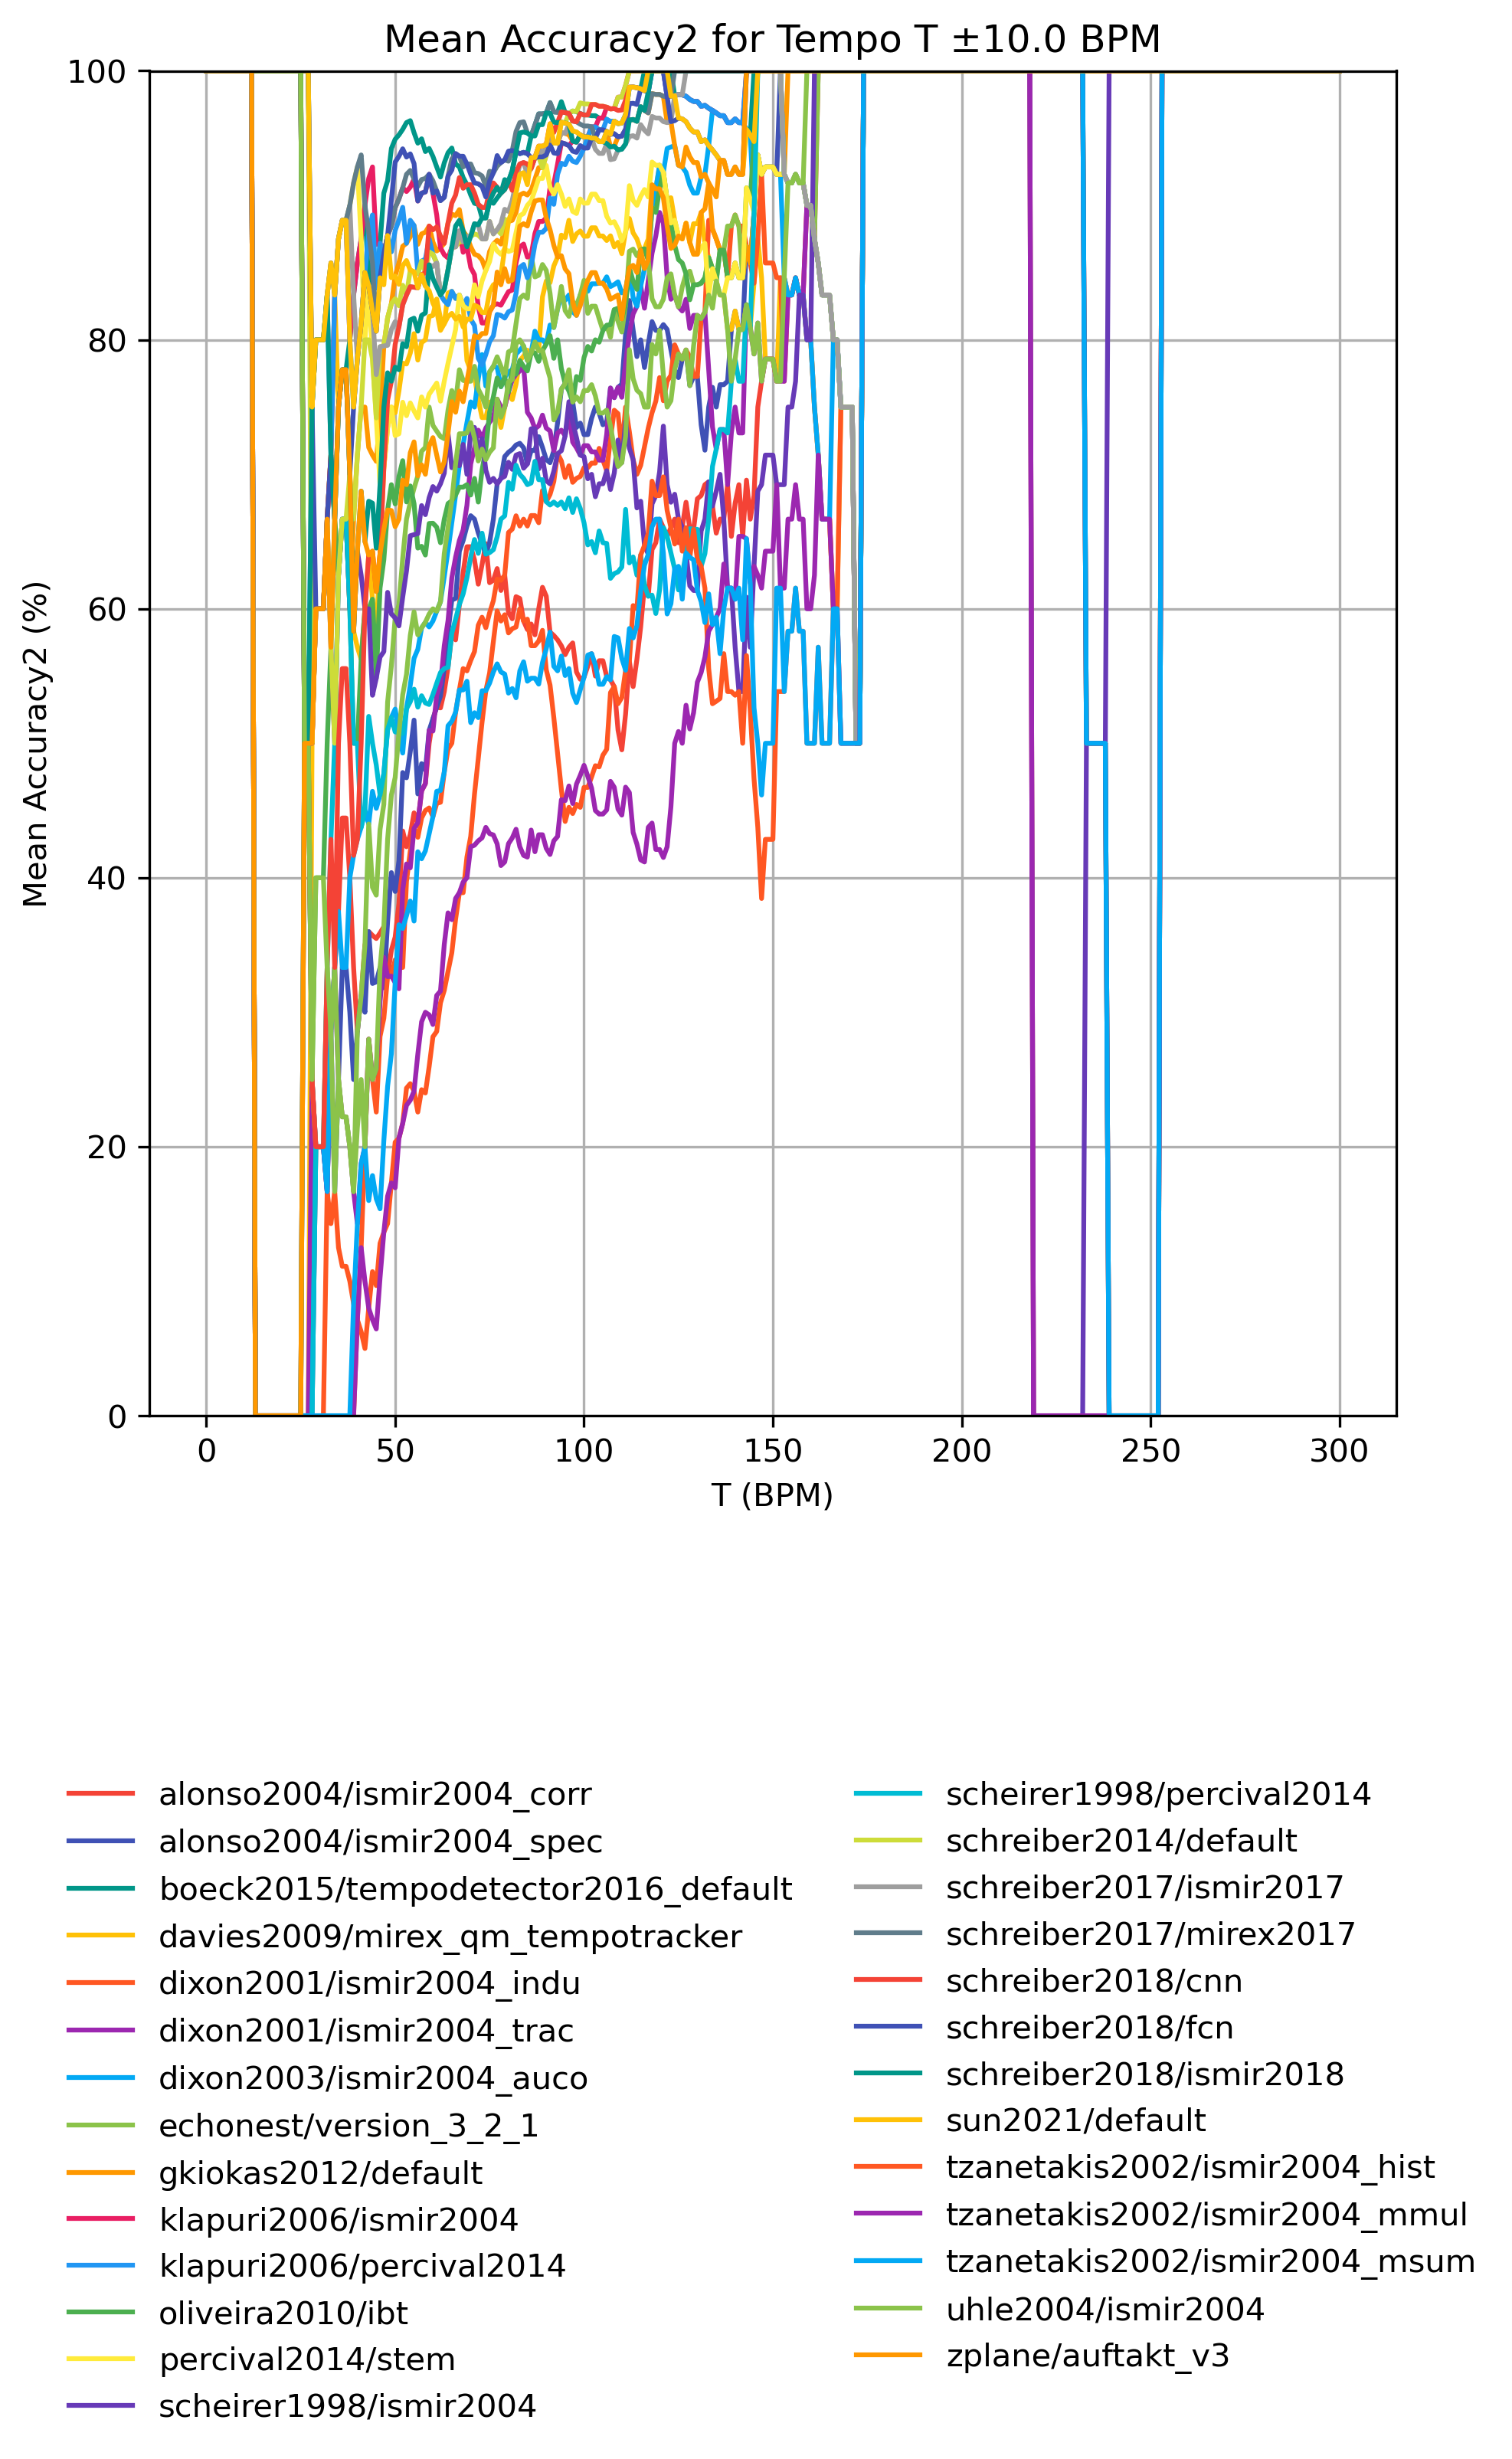 Mean Accuracy2 for Tempo T ±10.0 BPM
100
80
60
40
20
0
Mean Accuracy2 (%)
0 50 100 150 200 250 300
T (BPM)
alonso2004/ismir2004_corr
alonso2004/ismir2004_spec
boeck2015/tempodetector2016_default
davies2009/mirex_qm_tempotracker
dixon2001/ismir2004_indu
dixon2001/ismir2004_trac
dixon2003/ismir2004_auco
echonest/version_3_2_1
gkiokas2012/default
klapuri2006/ismir2004
klapuri2006/percival2014
oliveira2010/ibt
percival2014/stem
scheirer1998/ismir2004
scheirer1998/percival2014
schreiber2014/default
schreiber2017/ismir2017
schreiber2017/mirex2017
schreiber2018/cnn
schreiber2018/fcn
schreiber2018/ismir2018
sun2021/default
tzanetakis2002/ismir2004_hist
tzanetakis2002/ismir2004_mmul
tzanetakis2002/ismir2004_msum
uhle2004/ismir2004
zplane/auftakt_v3